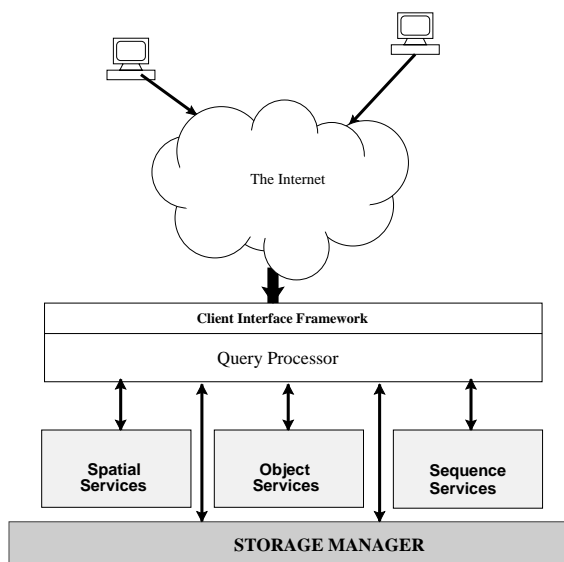 The Internet
Client Interface Framework
Query Processor
Spatial
Services
Object
Services
Sequence
Services
STORAGE MANAGER